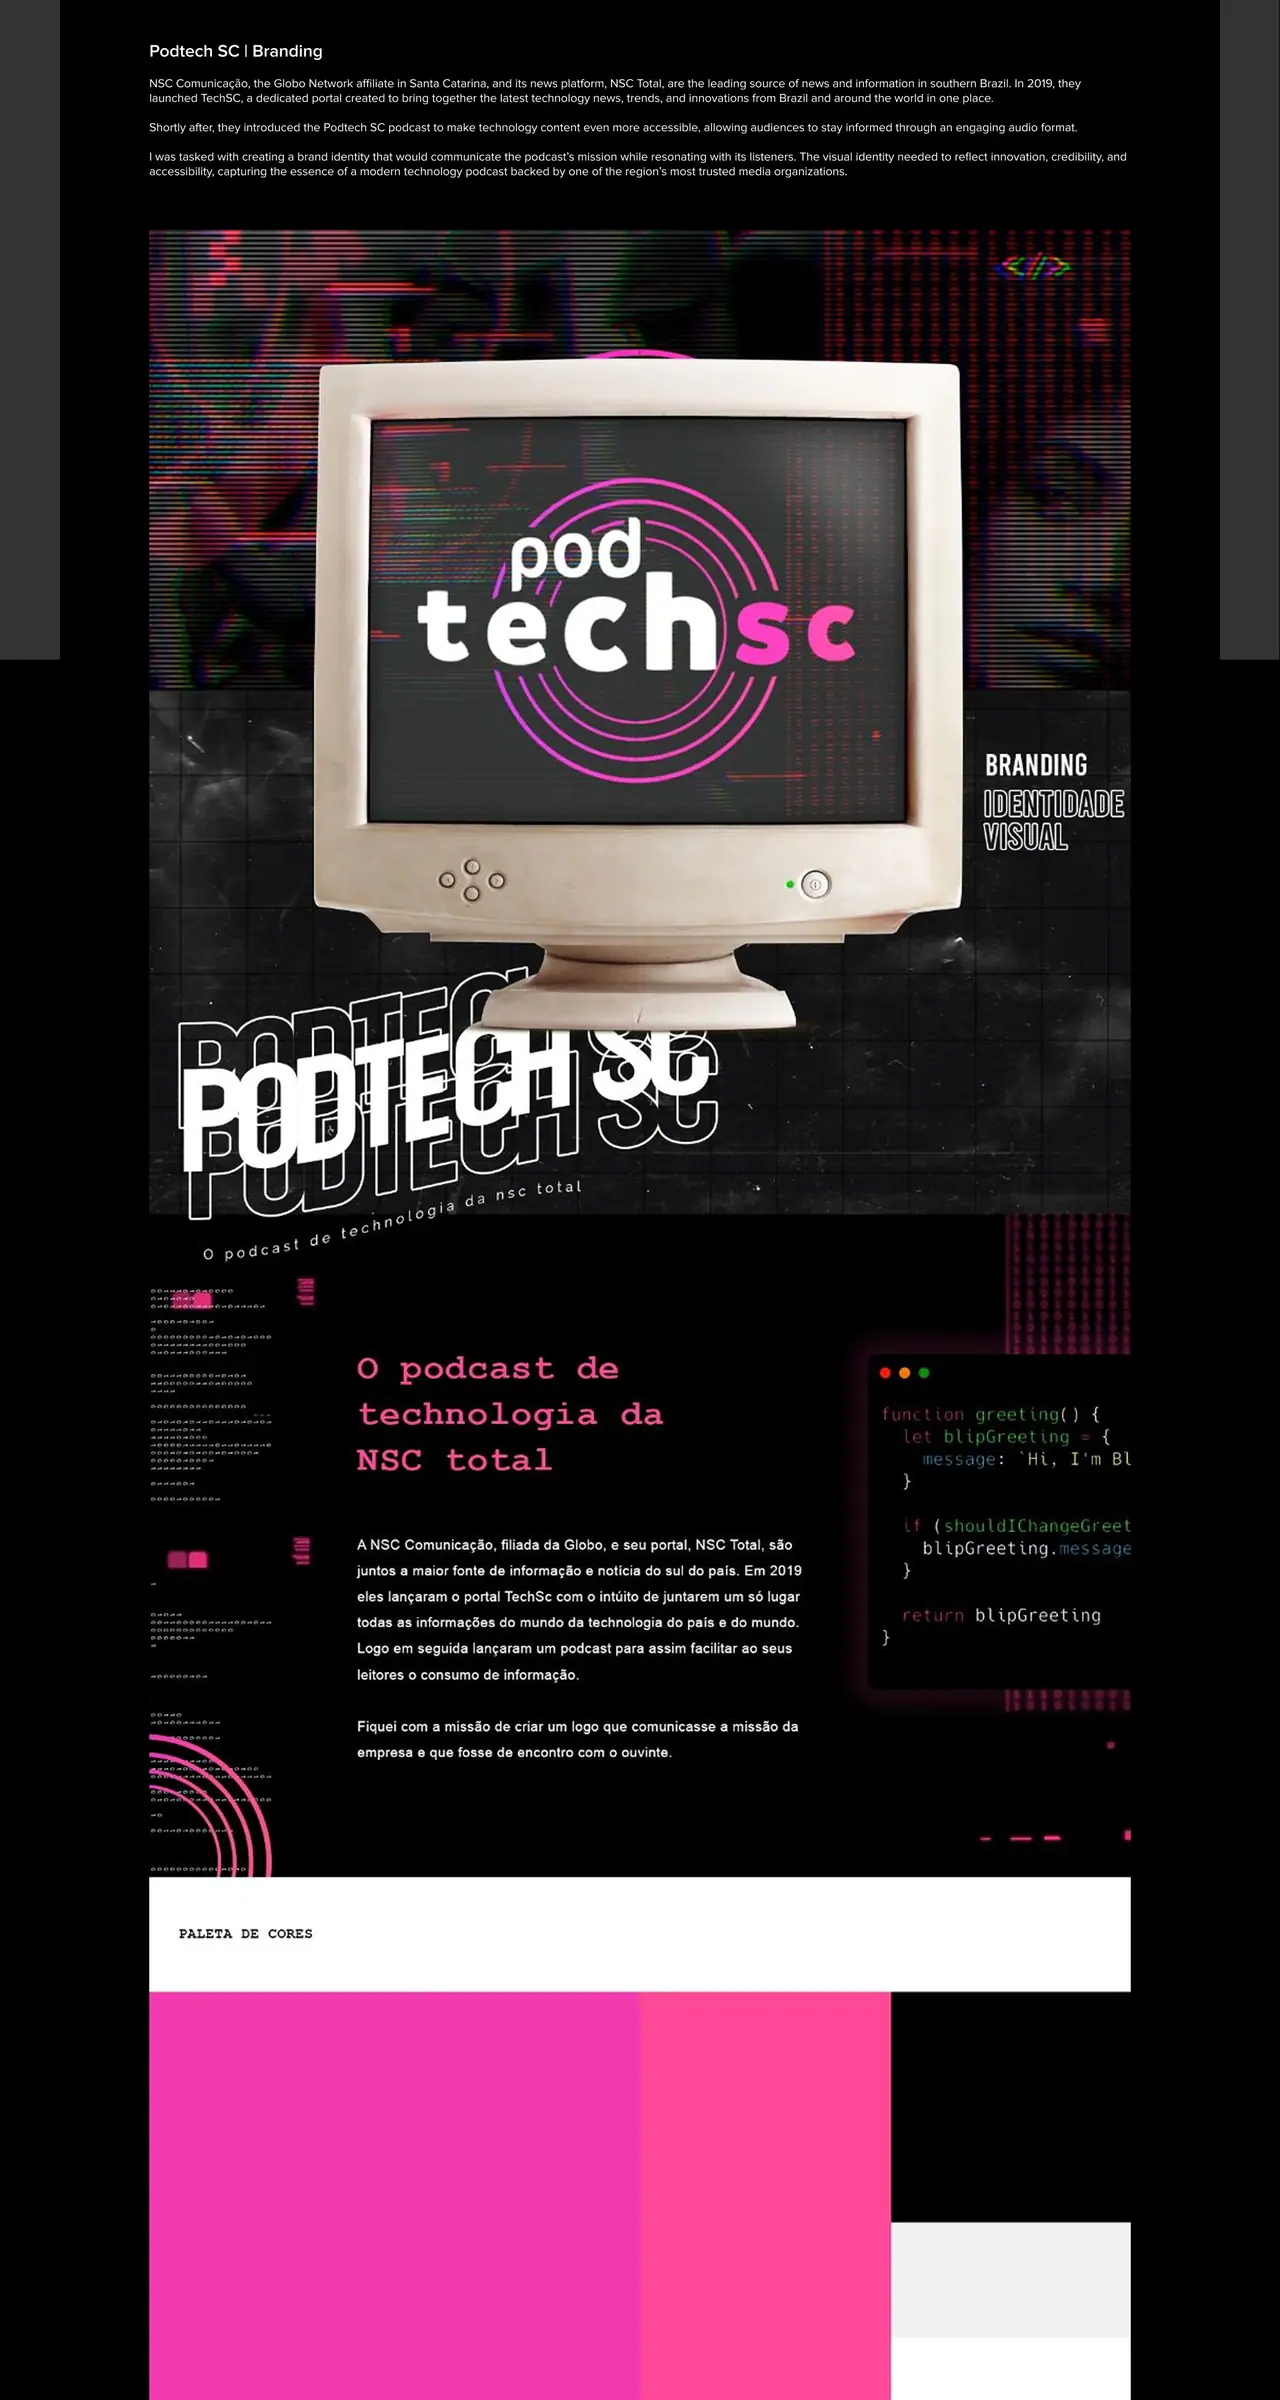 Podtech SC | Branding
NSC Comunicação, the Globo Network affiliate in Santa Catarina, and its news platform, NSC Total, are the leading source of news and information in southern Brazil. In 2019, they
launched TechSC, a dedicated portal created to bring together the latest technology news, trends, and innovations from Brazil and around the world in one place.
Shortly after, they introduced the Podtech SC podcast to make technology content even more accessible, allowing audiences to stay informed through an engaging audio format.
I was tasked with creating a brand identity that would communicate the podcast's mission while resonating with its listeners. The visual identity needed to reflect innovation, credibility, and
accessibility, capturing the essence of a modern technology podcast backed by one of the region's most trusted media organizations.
</>
pod
techsc
BRANDING
IDENTIDADE
VISUAL
PODTECH
PODTECH SC
PODTECH SC
O podcast de technologia da nsc total
O podcast de
technologia da
NSC total
function greeting() {
let blipGreeting = {
message: `Hi, I'm Bl
}
if (shouldIChangeGreet
blipGreeting.message
}
return blipGreeting
}
A NSC Comunicação, filiada da Globo, e seu portal, NSC Total, são
juntos a maior fonte de informação e notícia do sul do país. Em 2019
eles lançaram o portal TechSc com o intúito de juntarem um só lugar
todas as informações do mundo da technologia do país e do mundo.
Logo em seguida lançaram um podcast para assim facilitar ao seus
leitores o consumo de informação.
Fiquei com a missão de criar um logo que comunicasse a missão da
empresa e que fosse de encontro com o ouvinte.
PALETA DE CORES